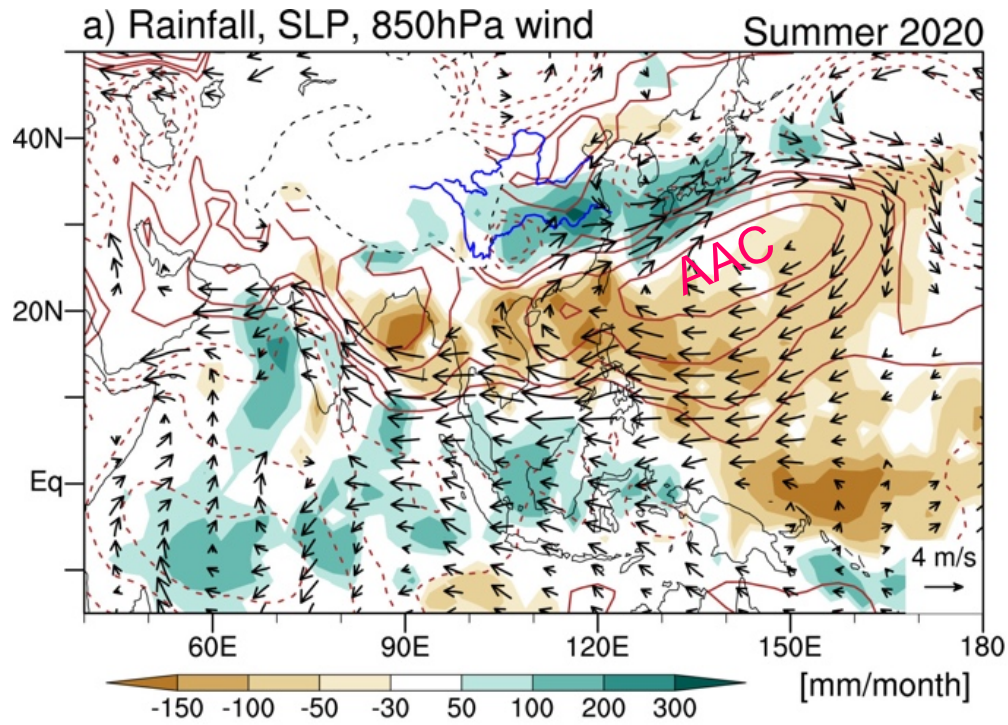 a) Rainfall, SLP, 850hPa wind
Summer 2020
40N
20N
Eq
AAC
4 m/s
60E 90E 120E 150E 180
-150 -100 -50 -30 50 100 200 300
[mm/month]